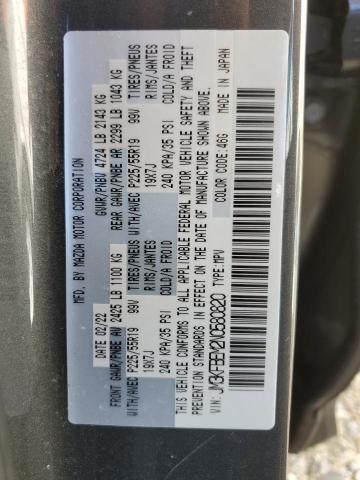 MFD. BY MAZDA MOTOR CORPORATION
DATE 02/22 GVWR/PNBV 4724 LB 2143 KG
FRONT GAWR/PNBE AV 2425 LB 1100 KG REAR GAWR/PNBE AR 2299 LB 1043 KG
WITH/AVEC P225/55R19 99V TIRES/PNEUS WITH/AVEC P225/55R19 99V TIRES/PNEUS
19X7J RIMS/JANTES 19X7J RIMS/JANTES
240 KPA/35 PSI COLD/A FROID 240 KPA/35 PSI COLD/A FROID
THIS VEHICLE CONFORMS TO ALL APPLICABLE FEDERAL MOTOR VEHICLE SAFETY AND THEFT
PREVENTION STANDARDS IN EFFECT ON THE DATE OF MANUFACTURE SHOWN ABOVE.
COLOR CODE:46G MADE IN JAPAN
VIN: JM3KFBBM2N0580820 TYPE:MPV